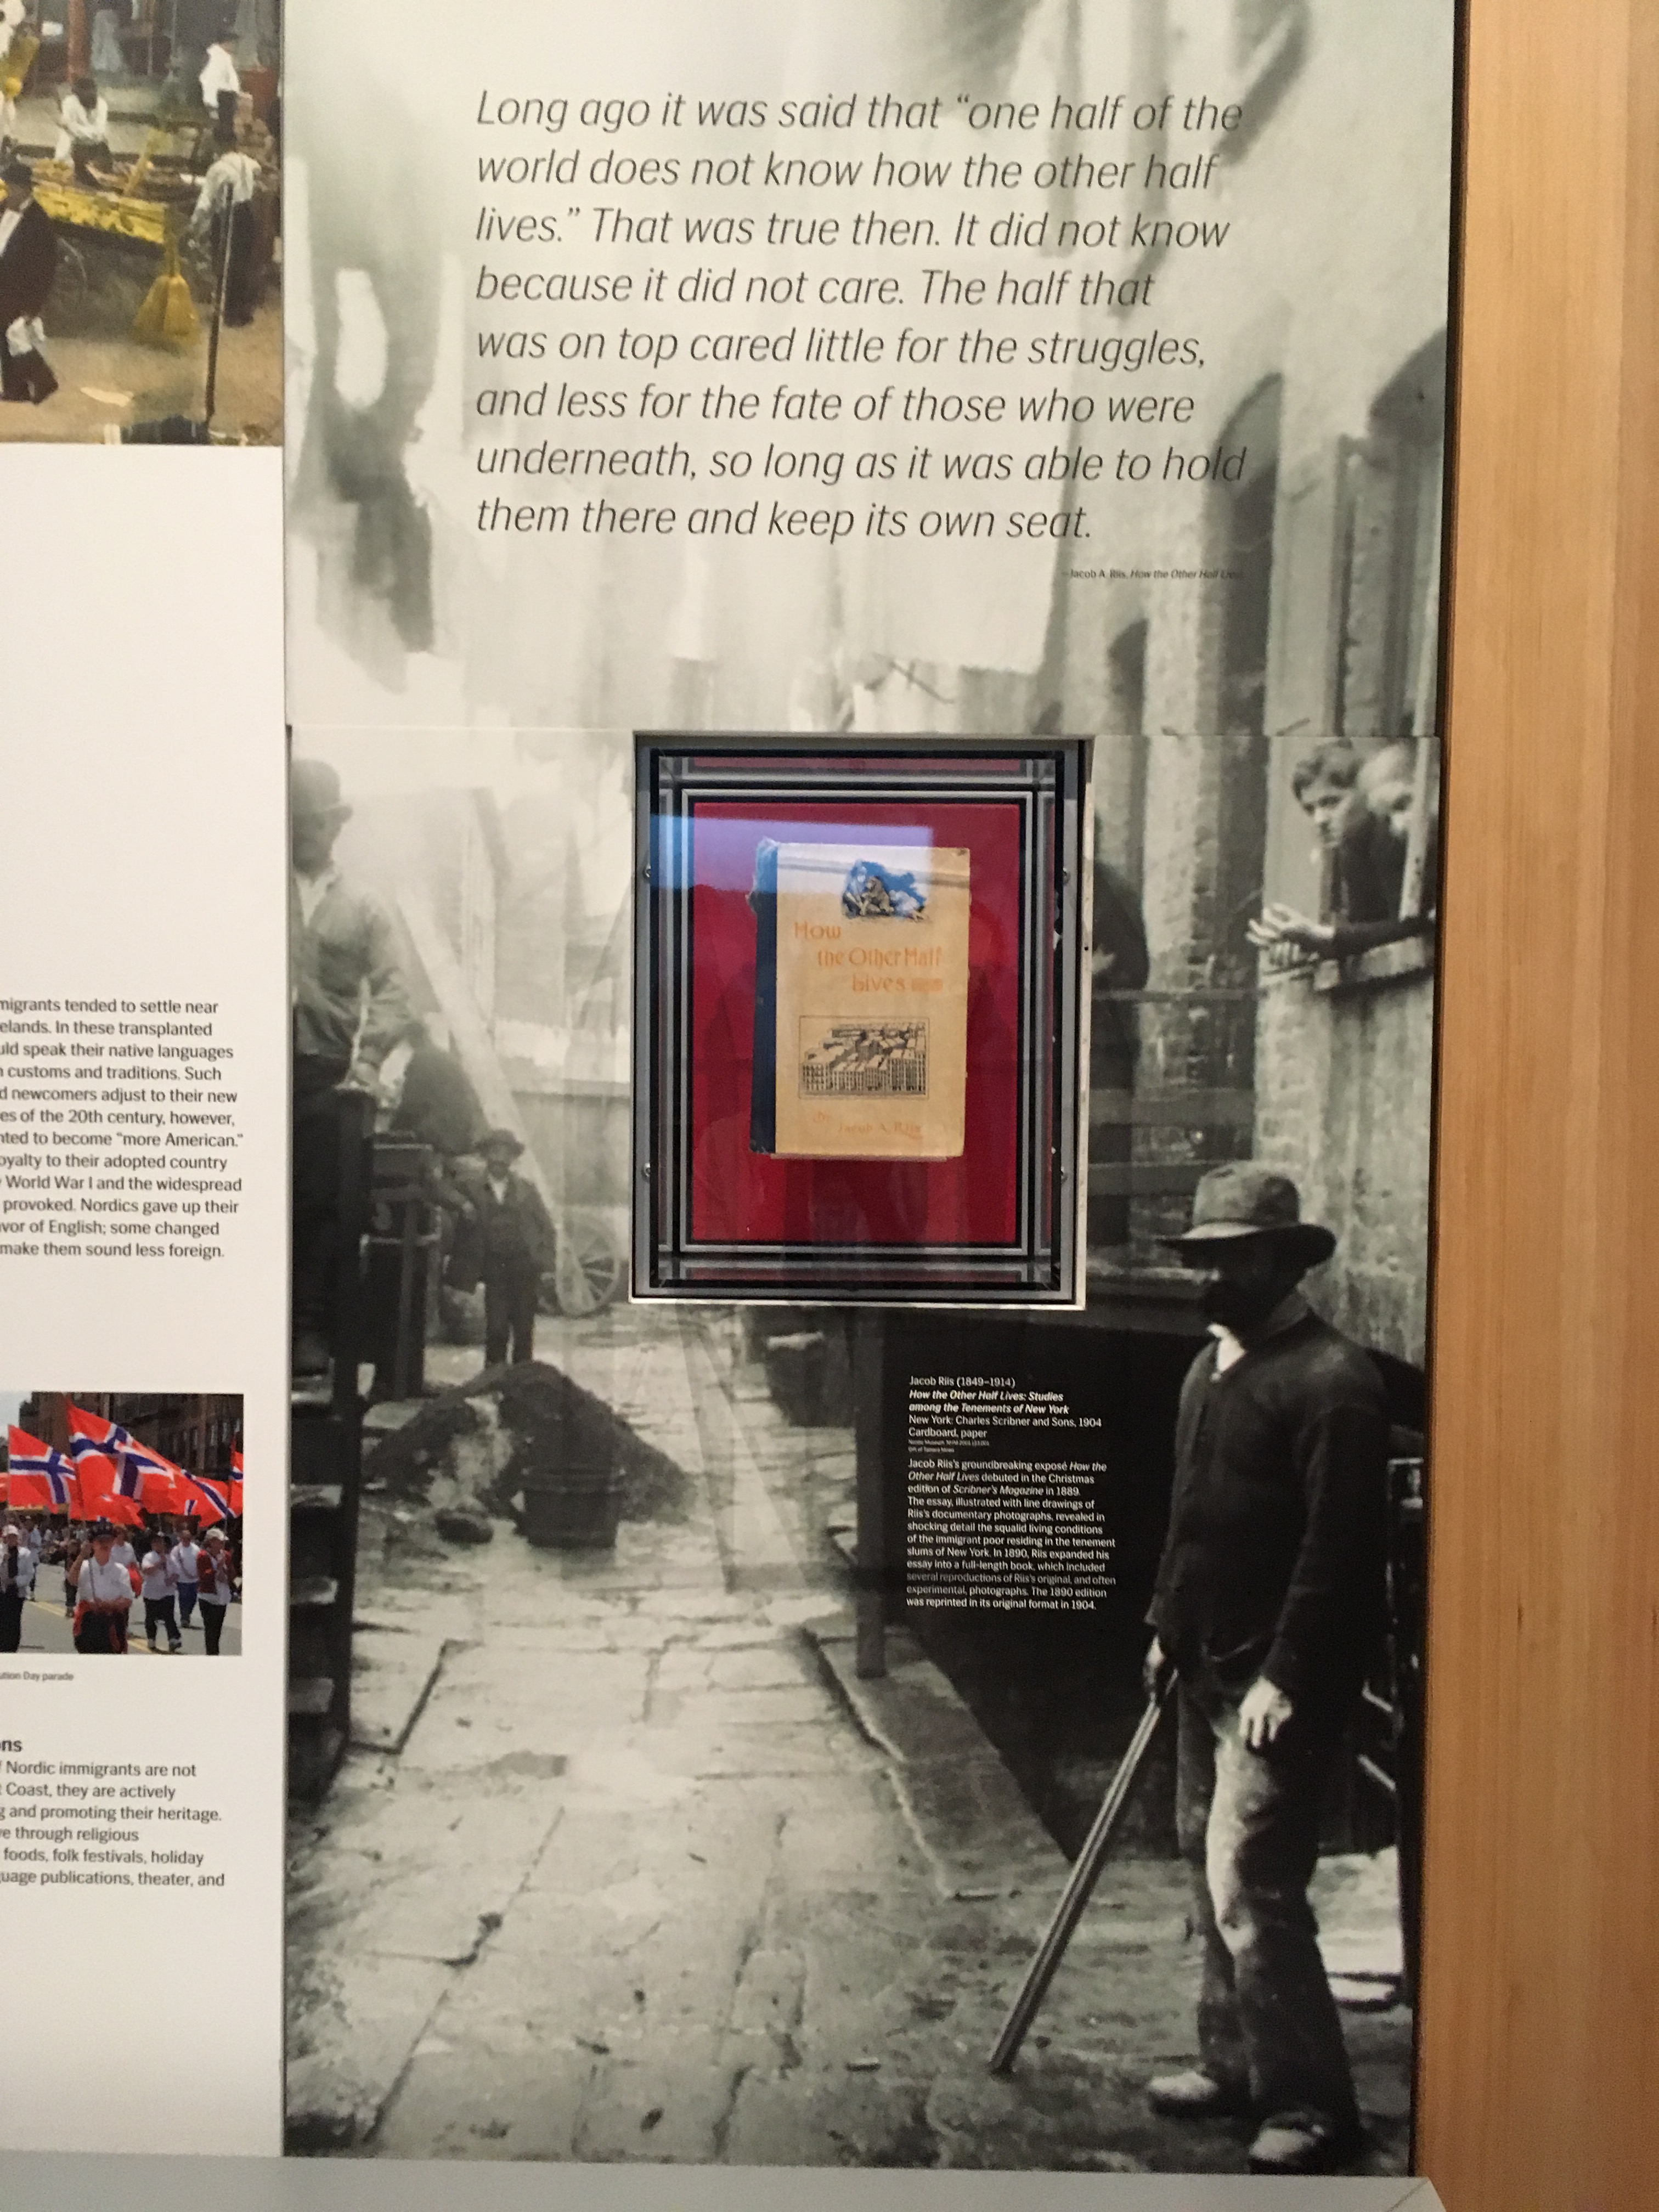 Long ago it was said that “one half of the
world does not know how the other half
lives.” That was true then. It did not know
because it did not care. The half that
was on top cared little for the struggles,
and less for the fate of those who were
underneath, so long as it was able to hold
them there and keep its own seat.
–Jacob A. Riis, How the Other Half Lives
How
the Other Half
Lives
By Jacob A. Riis
Jacob Riis (1849–1914)
How the Other Half Lives: Studies
among the Tenements of New York
New York: Charles Scribner and Sons, 1904
Cardboard, paper
Gift of
Jacob Riis’s groundbreaking exposé How the
Other Half Lives debuted in the Christmas
edition of Scribner’s Magazine in 1889.
The essay, illustrated with line drawings of
Riis’s documentary photographs, revealed in
shocking detail the squalid living conditions
of the immigrant poor residing in the tenement
slums of New York. In 1890, Riis expanded his
essay into a full-length book, which included
several reproductions of Riis’s original, and often
experimental, photographs. The 1890 edition
was reprinted in its original format in 1904.
migrants tended to settle near
elands. In these transplanted
uld speak their native languages
customs and traditions. Such
d newcomers adjust to their new
es of the 20th century, however,
nted to become “more American.”
oyalty to their adopted country
World War I and the widespread
provoked. Nordics gave up their
vor of English; some changed
make them sound less foreign.
ution Day parade
ons
Nordic immigrants are not
Coast, they are actively
g and promoting their heritage.
e through religious
foods, folk festivals, holiday
uage publications, theater, and